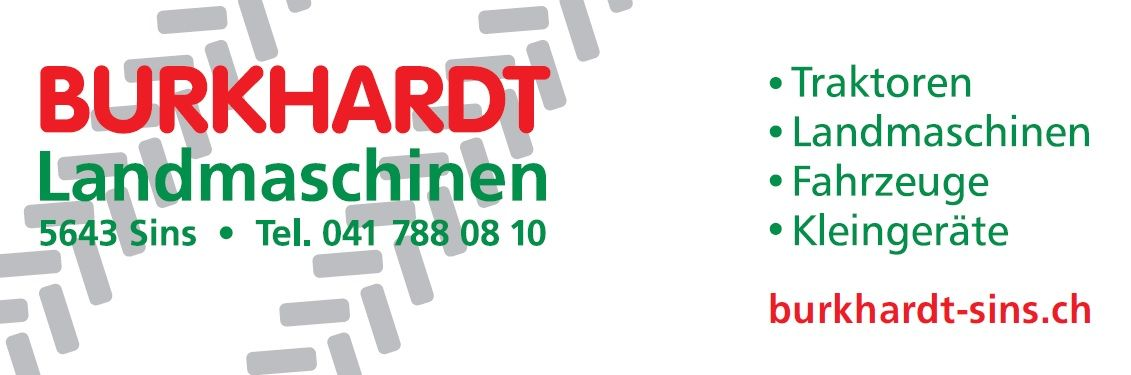 BURKHARDT
Landmaschinen
5643 Sins • Tel. 041 788 08 10
• Traktoren
• Landmaschinen
• Fahrzeuge
• Kleingeräte
burkhardt-sins.ch